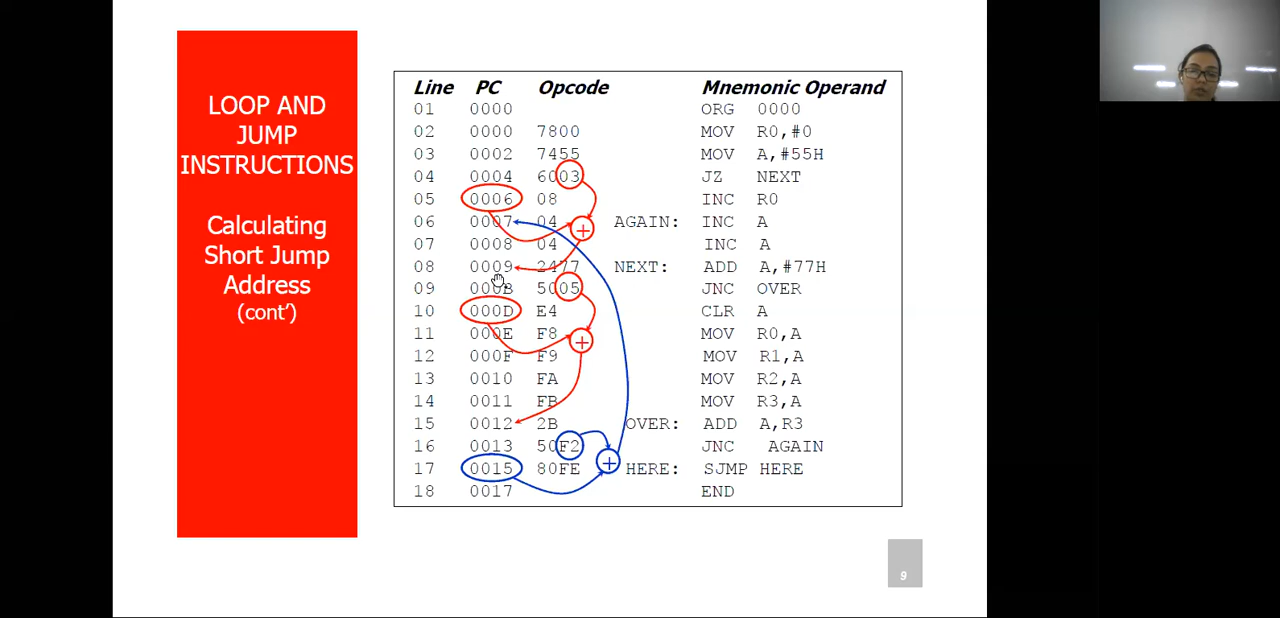 LOOP AND
JUMP
INSTRUCTIONS
Calculating
Short Jump
Address
(cont’)
Line PC Opcode Mnemonic Operand
01 0000 ORG 0000
02 0000 7800 MOV R0,#0
03 0002 7455 MOV A,#55H
04 0004 6003 JZ NEXT
05 0006 08 INC R0
06 0007 04 AGAIN: INC A
07 0008 04 INC A
08 0009 2477 NEXT: ADD A,#77H
09 000B 5005 JNC OVER
10 000D E4 CLR A
11 000E F8 MOV R0,A
12 000F F9 MOV R1,A
13 0010 FA MOV R2,A
14 0011 FB MOV R3,A
15 0012 2B OVER: ADD A,R3
16 0013 50F2 JNC AGAIN
17 0015 80FE HERE: SJMP HERE
18 0017 END
9